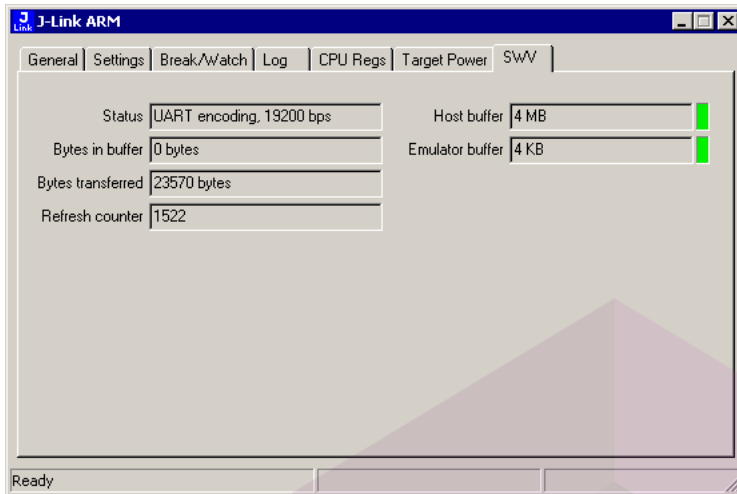 J Link J-Link ARM
General Settings Break/Watch Log CPU Regs Target Power SWV
Status UART encoding, 19200 bps Host buffer 4 MB
Bytes in buffer 0 bytes Emulator buffer 4 KB
Bytes transferred 23570 bytes
Refresh counter 1522
Ready